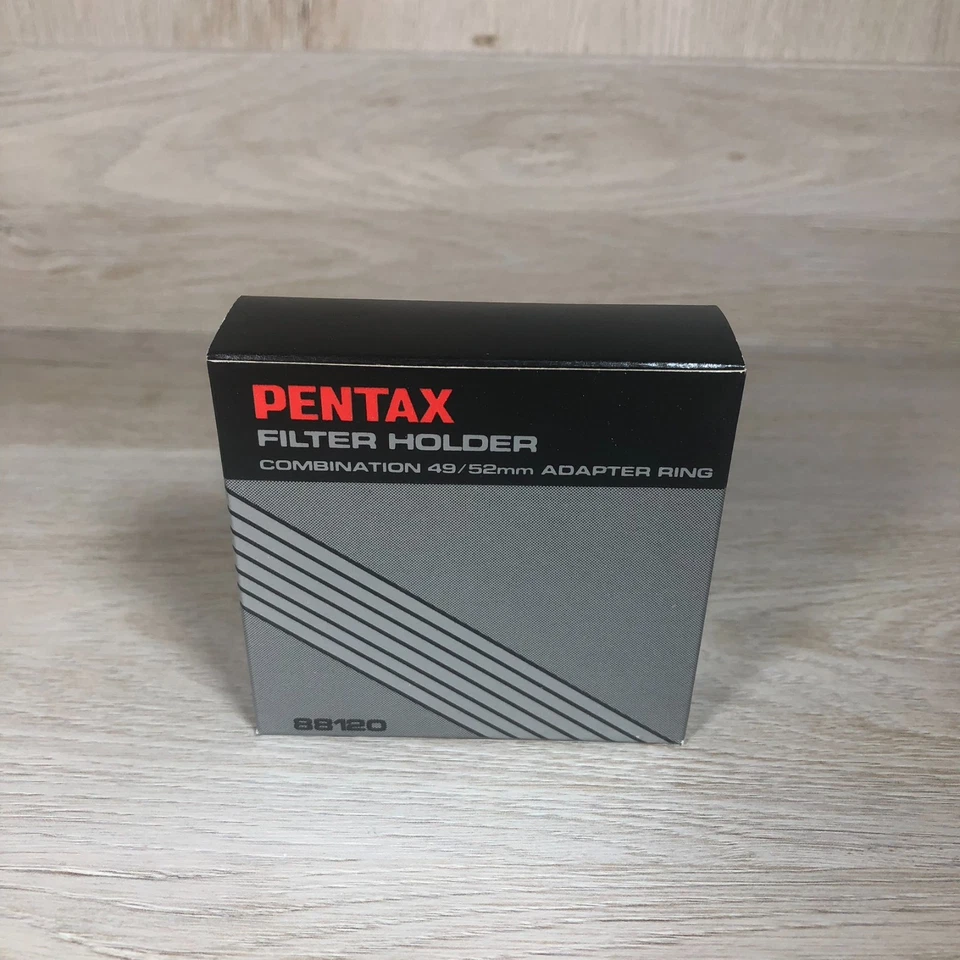 PENTAX
FILTER HOLDER
COMBINATION 49/52mm ADAPTER RING
88120